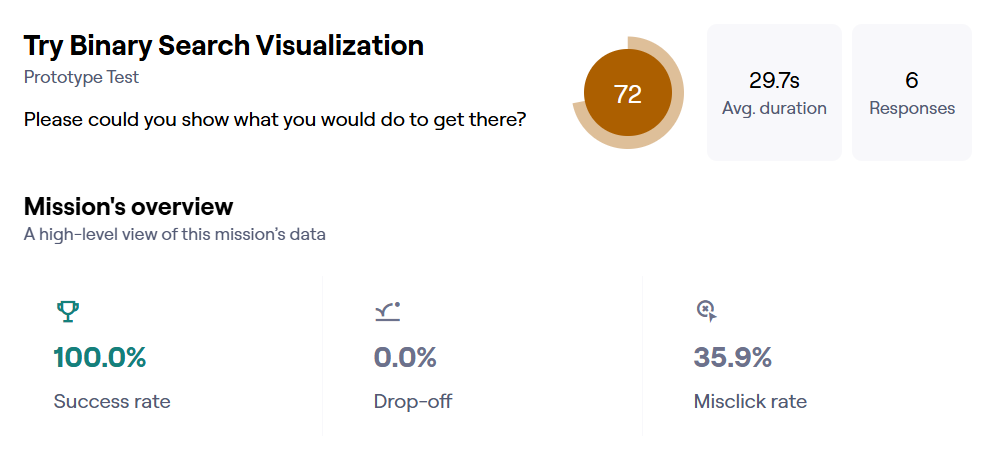 Try Binary Search Visualization
Prototype Test
Please could you show what you would do to get there?
72
29.7s
Avg. duration
6
Responses
Mission's overview
A high-level view of this mission's data
100.0%
Success rate
0.0%
Drop-off
35.9%
Misclick rate